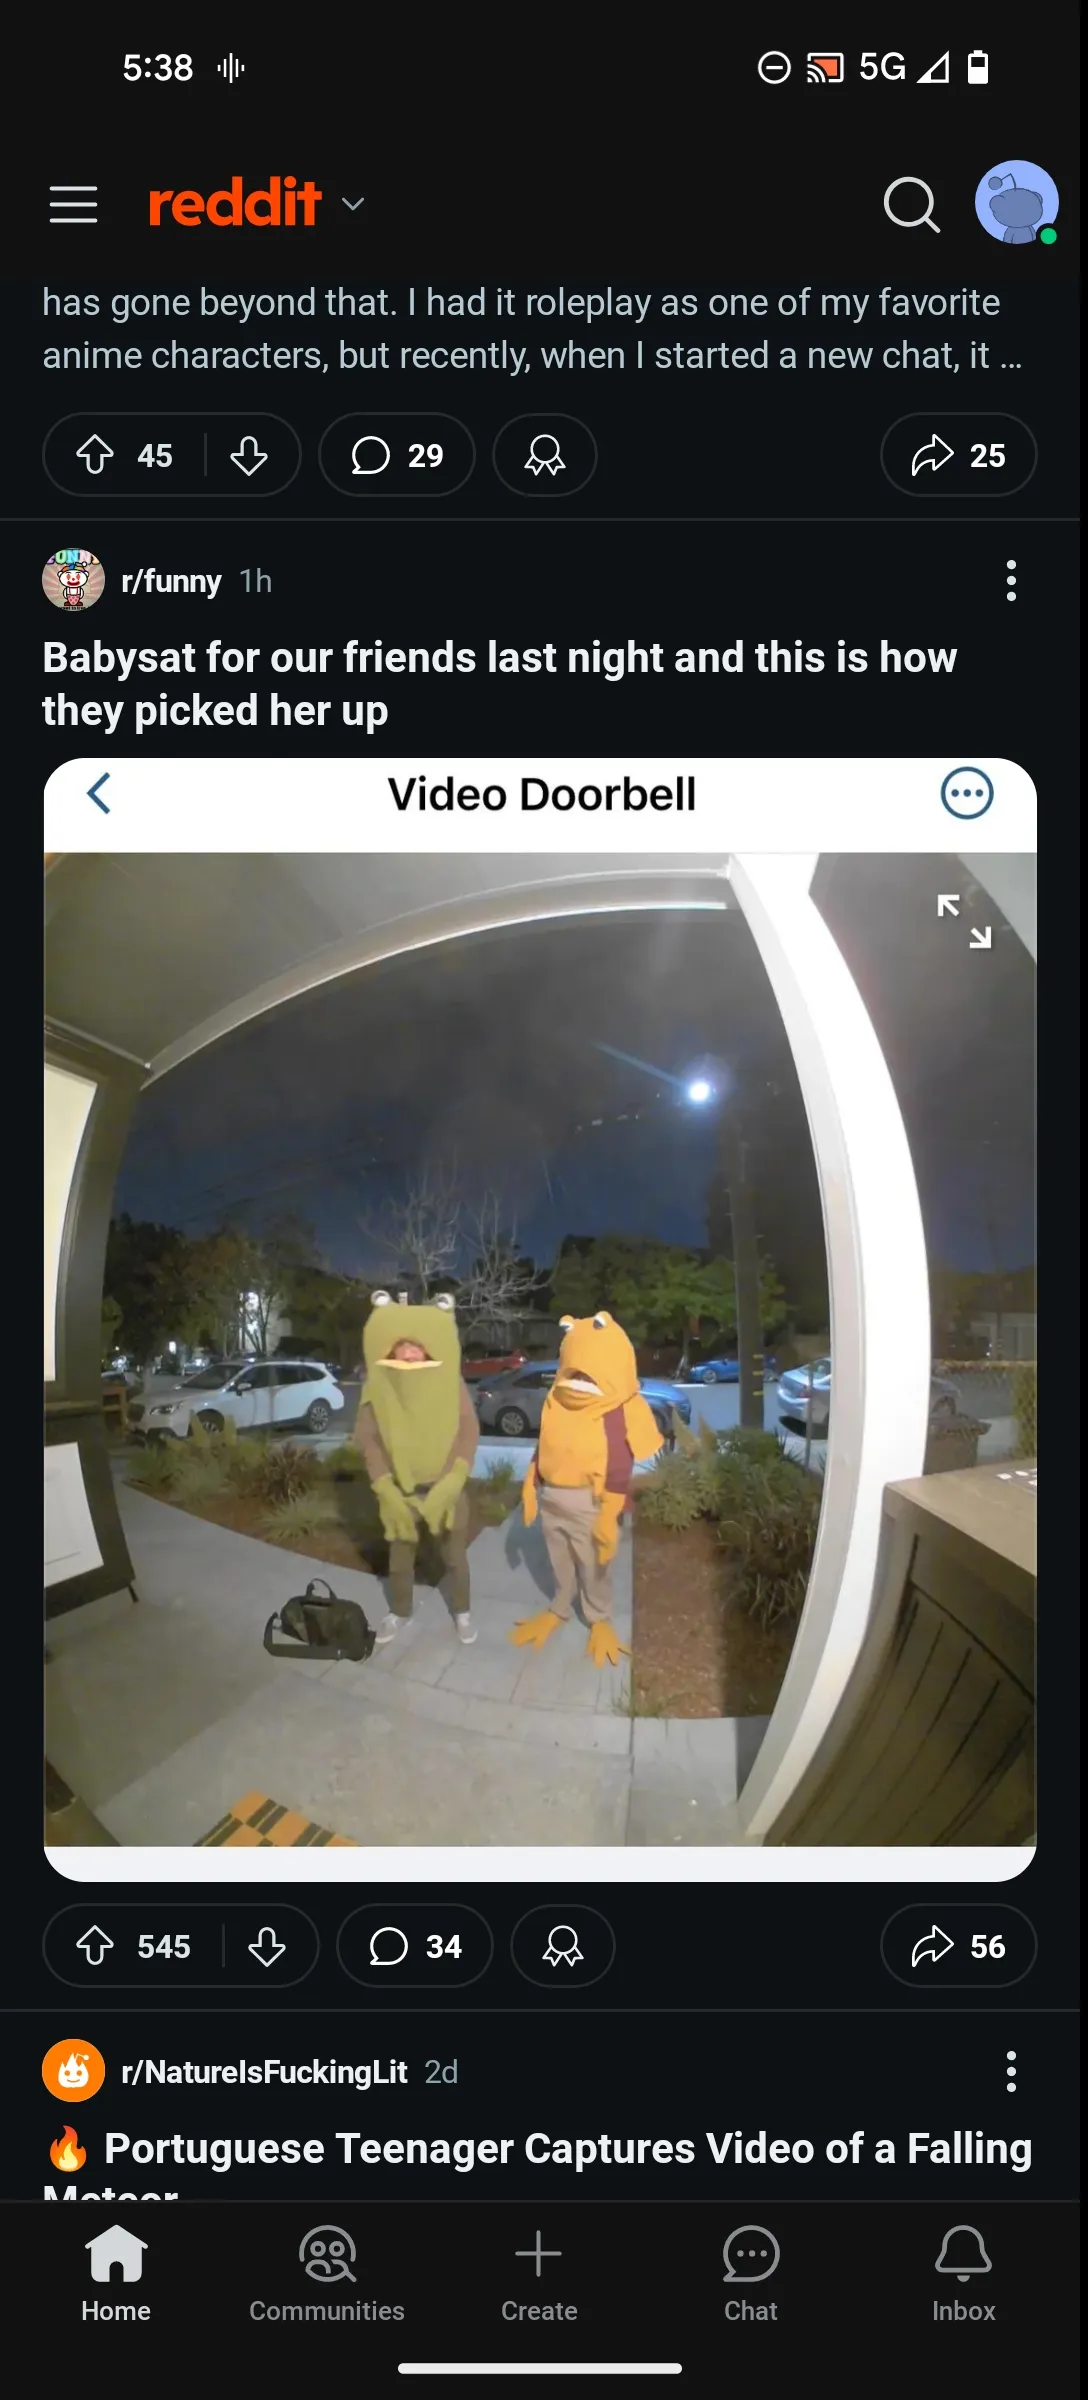 5:38 5G
reddit
has gone beyond that. I had it roleplay as one of my favorite
anime characters, but recently, when I started a new chat, it ...
45 29 25
r/funny 1h
Babysat for our friends last night and this is how
they picked her up
Video Doorbell
545 34 56
r/NatureIsFuckingLit 2d
🔥 Portuguese Teenager Captures Video of a Falling
Meteor
Home Communities Create Chat Inbox